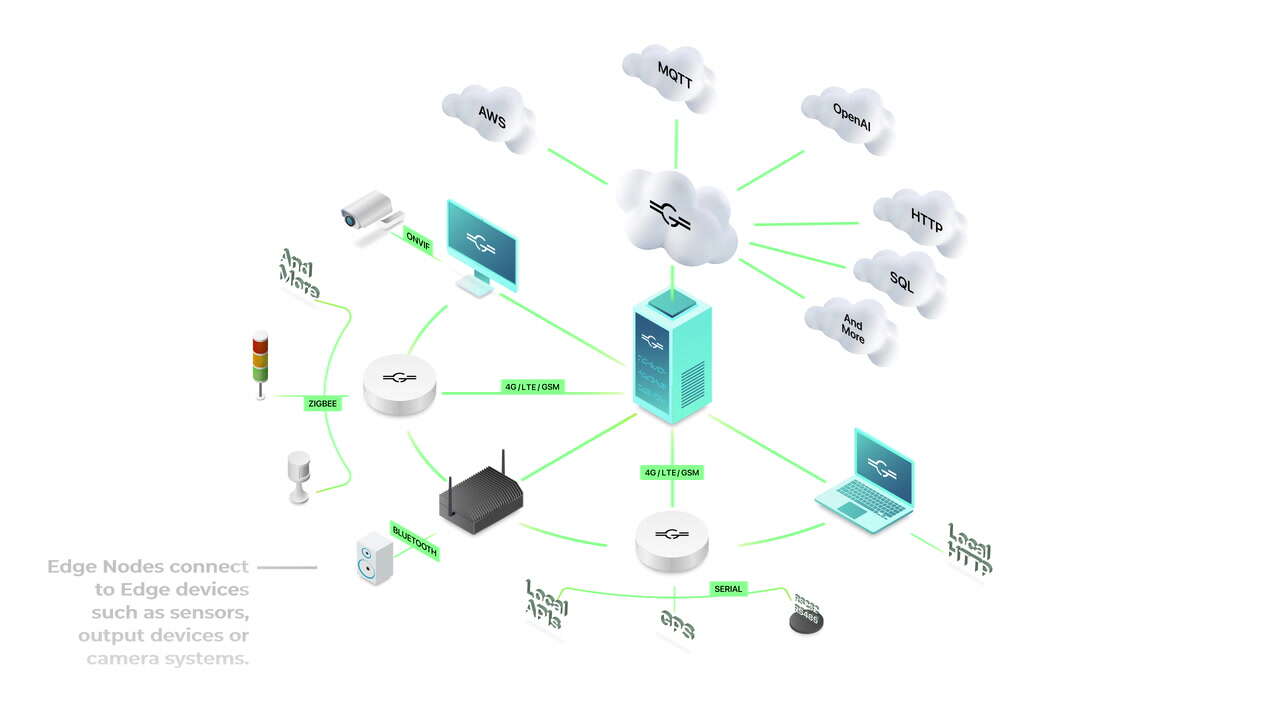 MQTT
AWS
OpenAI
HTTP
SQL
And
More
ONVIF
And
More
4G / LTE / GSM
ZIGBEE
4G / LTE / GSM
BLUETOOTH
Local
HTTP
Edge Nodes connect
to Edge devices
such as sensors,
output devices or
camera systems.
SERIAL
Local
APIs
GPS
RS485